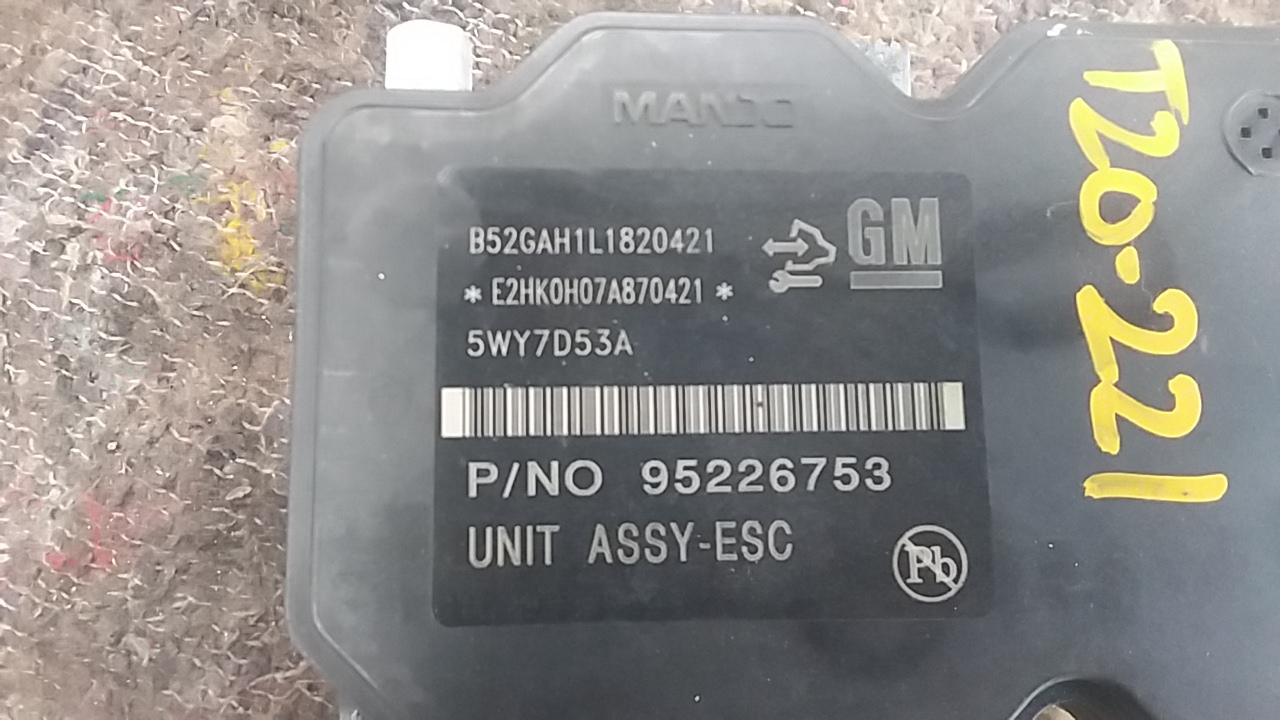 MANDO
B52GAH1L1820421
GM
*E2HK0H07A870421*
5WY7D53A
P/NO 95226753
UNIT ASSY-ESC
Pb
T20-221